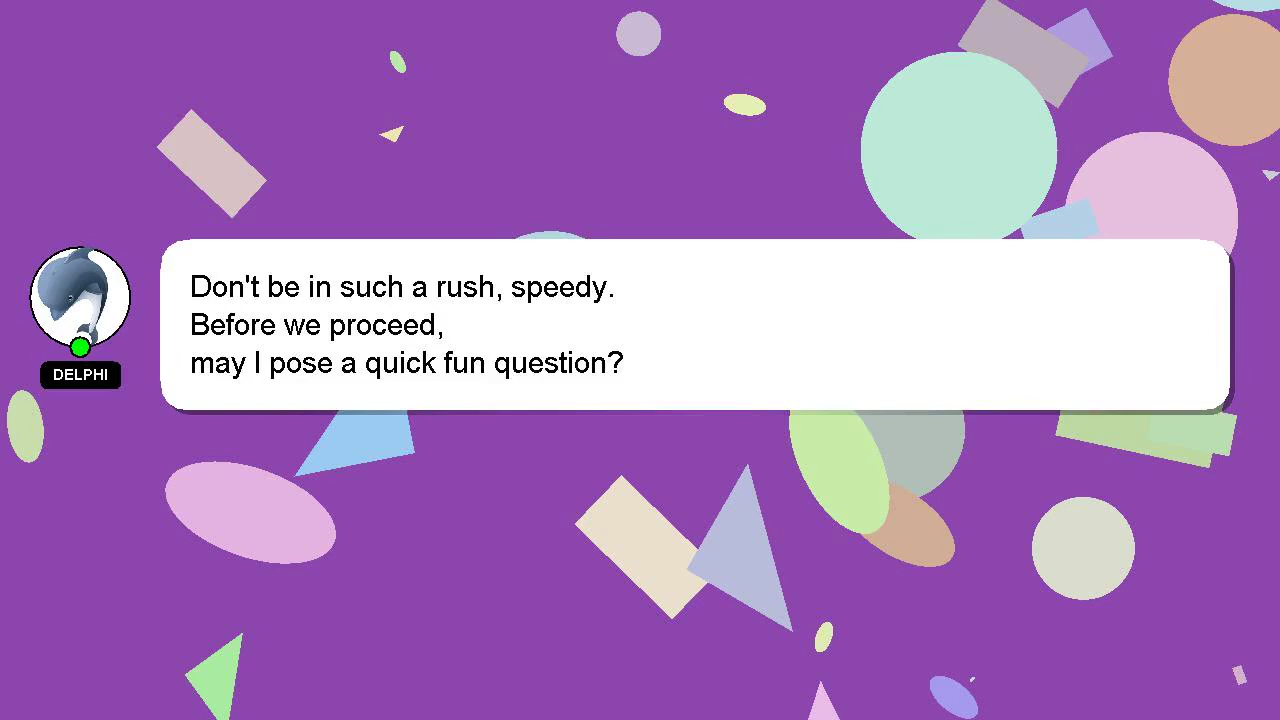 Don't be in such a rush, speedy.
Before we proceed,
may I pose a quick fun question?
DELPHI